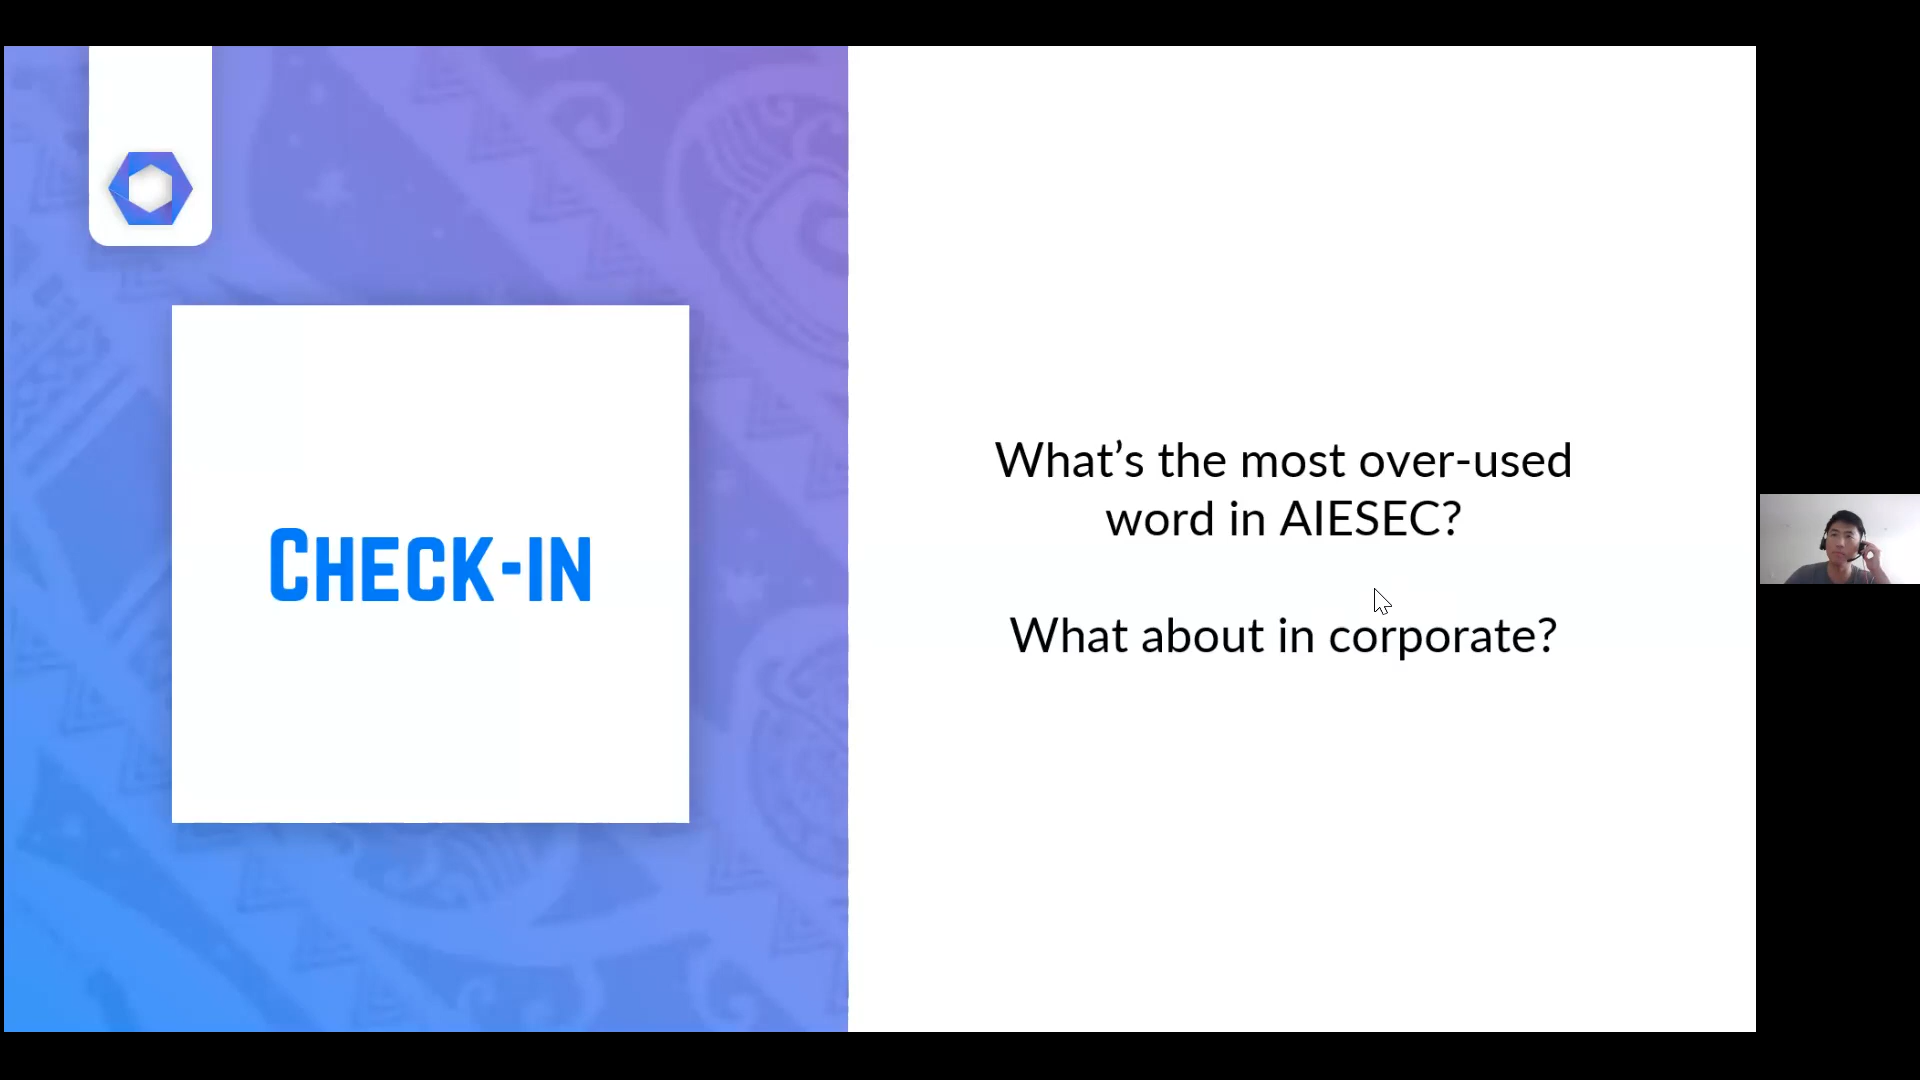 CHECK-IN
What’s the most over-used
word in AIESEC?
What about in corporate?